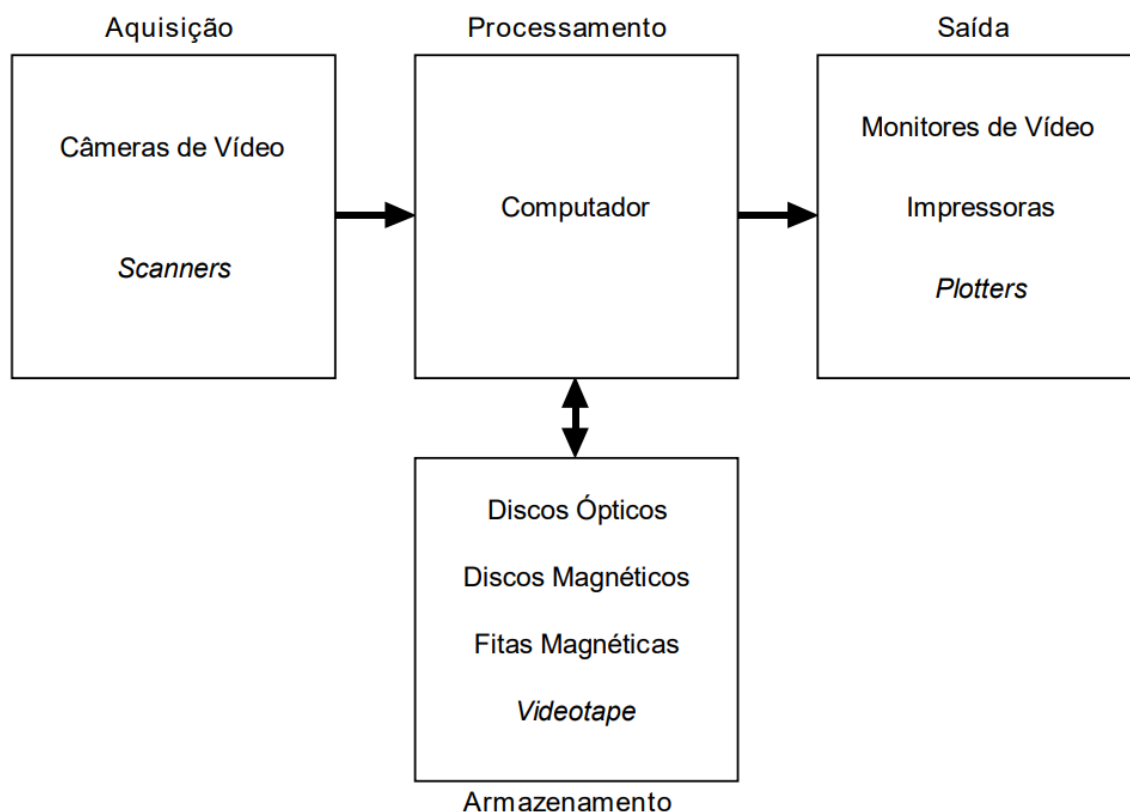 Aquisição
Processamento
Saída
Câmeras de Vídeo
Scanners
Computador
Monitores de Vídeo
Impressoras
Plotters
Discos Ópticos
Discos Magnéticos
Fitas Magnéticas
Videotape
Armazenamento